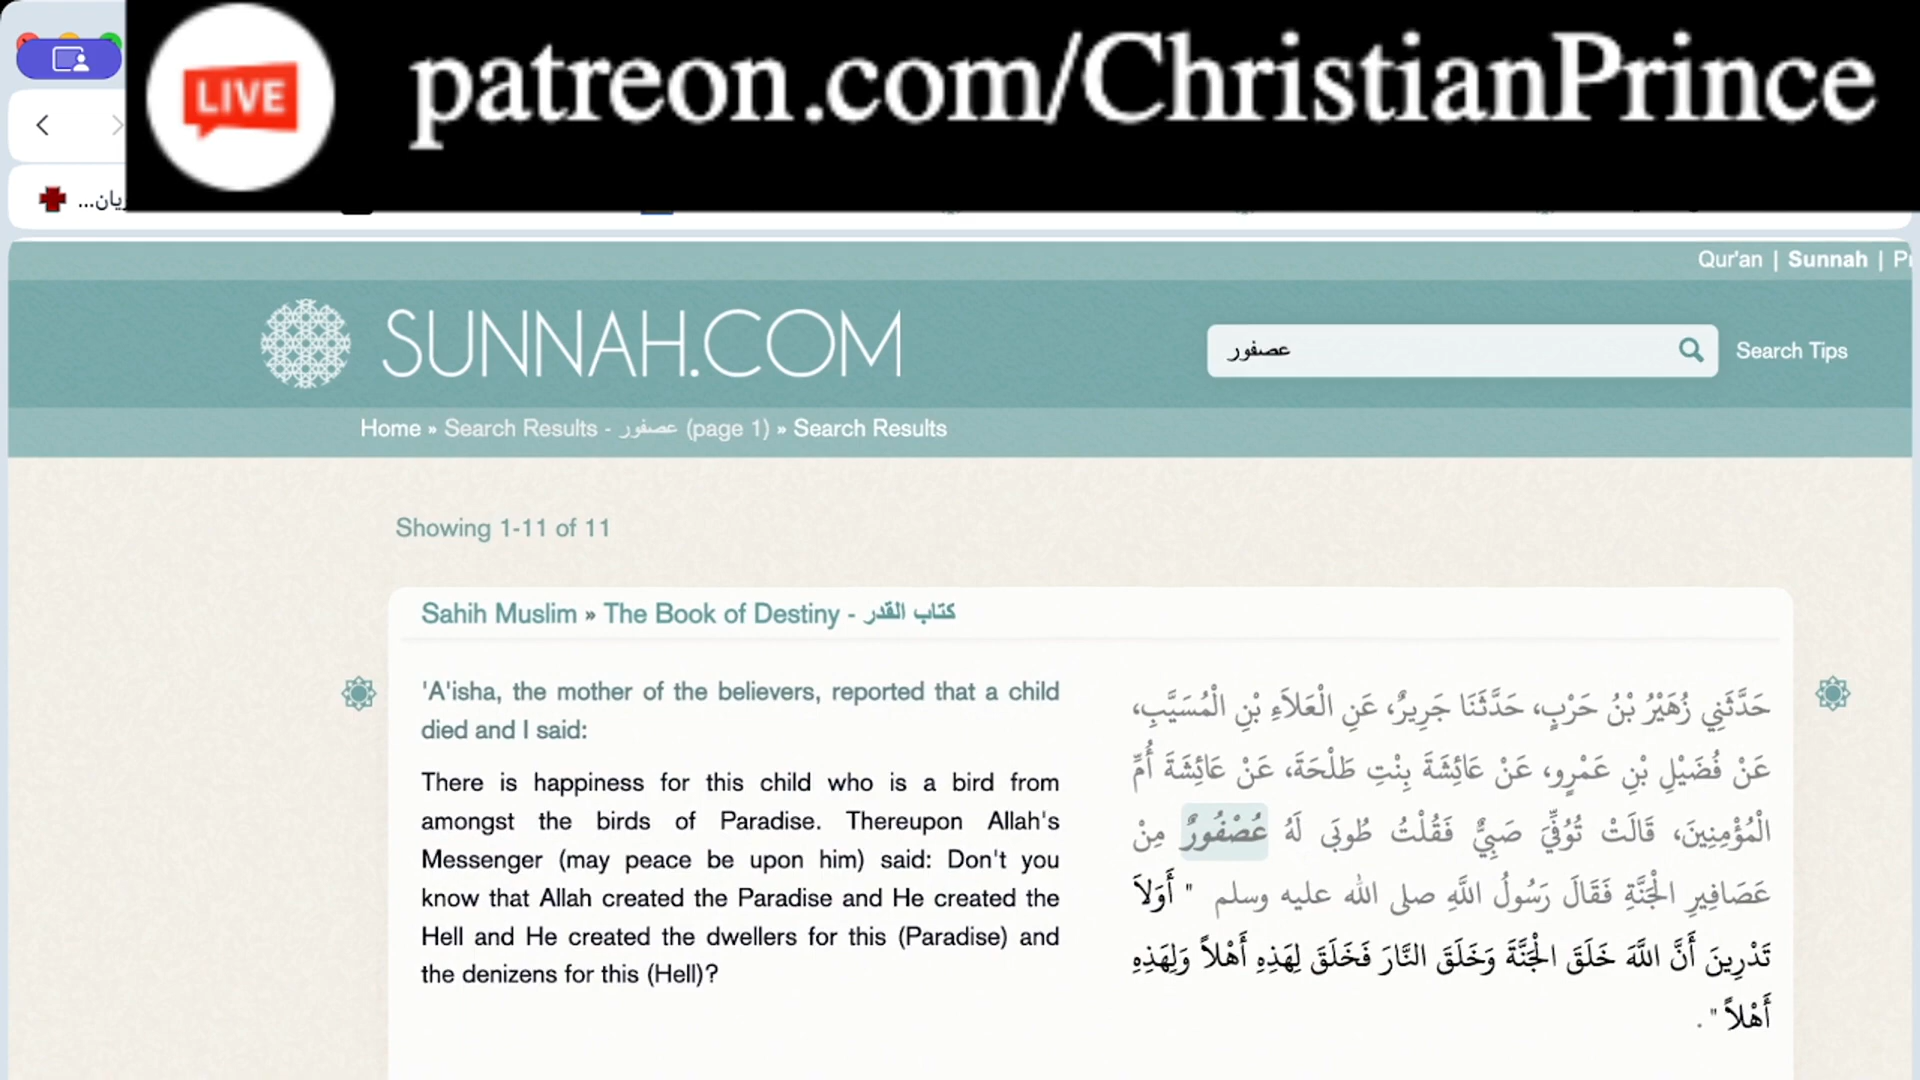 LIVE
patreon.com/ChristianPrince
Qur'an | Sunnah |
SUNNAH.COM
عصفور
Search Tips
Home » Search Results - عصفور (page 1) » Search Results
Showing 1-11 of 11
Sahih Muslim » The Book of Destiny - كتاب القدر
'A'isha, the mother of the believers, reported that a child
died and I said:
There is happiness for this child who is a bird from
amongst the birds of Paradise. Thereupon Allah's
Messenger (may peace be upon him) said: Don't you
know that Allah created the Paradise and He created the
Hell and He created the dwellers for this (Paradise) and
the denizens for this (Hell)?
حَدَّثَنِي زُهَيْرُ بْنُ حَرْبٍ، حَدَّثَنَا جَرِيرٌ، عَنِ الْعَلاَءِ بْنِ الْمُسَيَّبِ،
عَنْ فُضَيْلِ بْنِ عَمْرٍو، عَنْ عَائِشَةَ بِنْتِ طَلْحَةَ، عَنْ عَائِشَةَ أُمِّ
الْمُؤْمِنِينَ، قَالَتْ تُوُفِّيَ صَبِيٌّ فَقُلْتُ طُوبَى لَهُ عُصْفُورٌ مِنْ
عَصَافِيرِ الْجَنَّةِ فَقَالَ رَسُولُ اللَّهِ صلى الله عليه وسلم " أَوَلاَ
تَدْرِينَ أَنَّ اللَّهَ خَلَقَ الْجَنَّةَ وَخَلَقَ النَّارَ فَخَلَقَ لِهَذِهِ أَهْلاً وَلِهَذِهِ
أَهْلاً " .